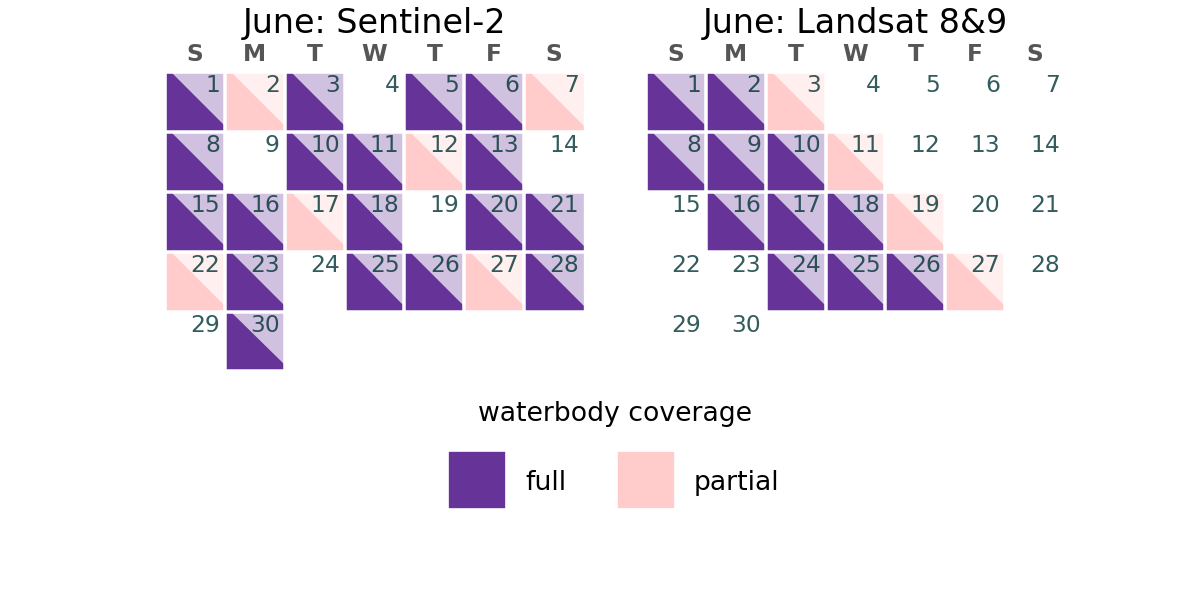 June: Sentinel-2
S M T W T F S
1 2 3 4 5 6 7
8 9 10 11 12 13 14
15 16 17 18 19 20 21
22 23 24 25 26 27 28
29 30
June: Landsat 8&9
S M T W T F S
1 2 3 4 5 6 7
8 9 10 11 12 13 14
15 16 17 18 19 20 21
22 23 24 25 26 27 28
29 30
waterbody coverage
full partial